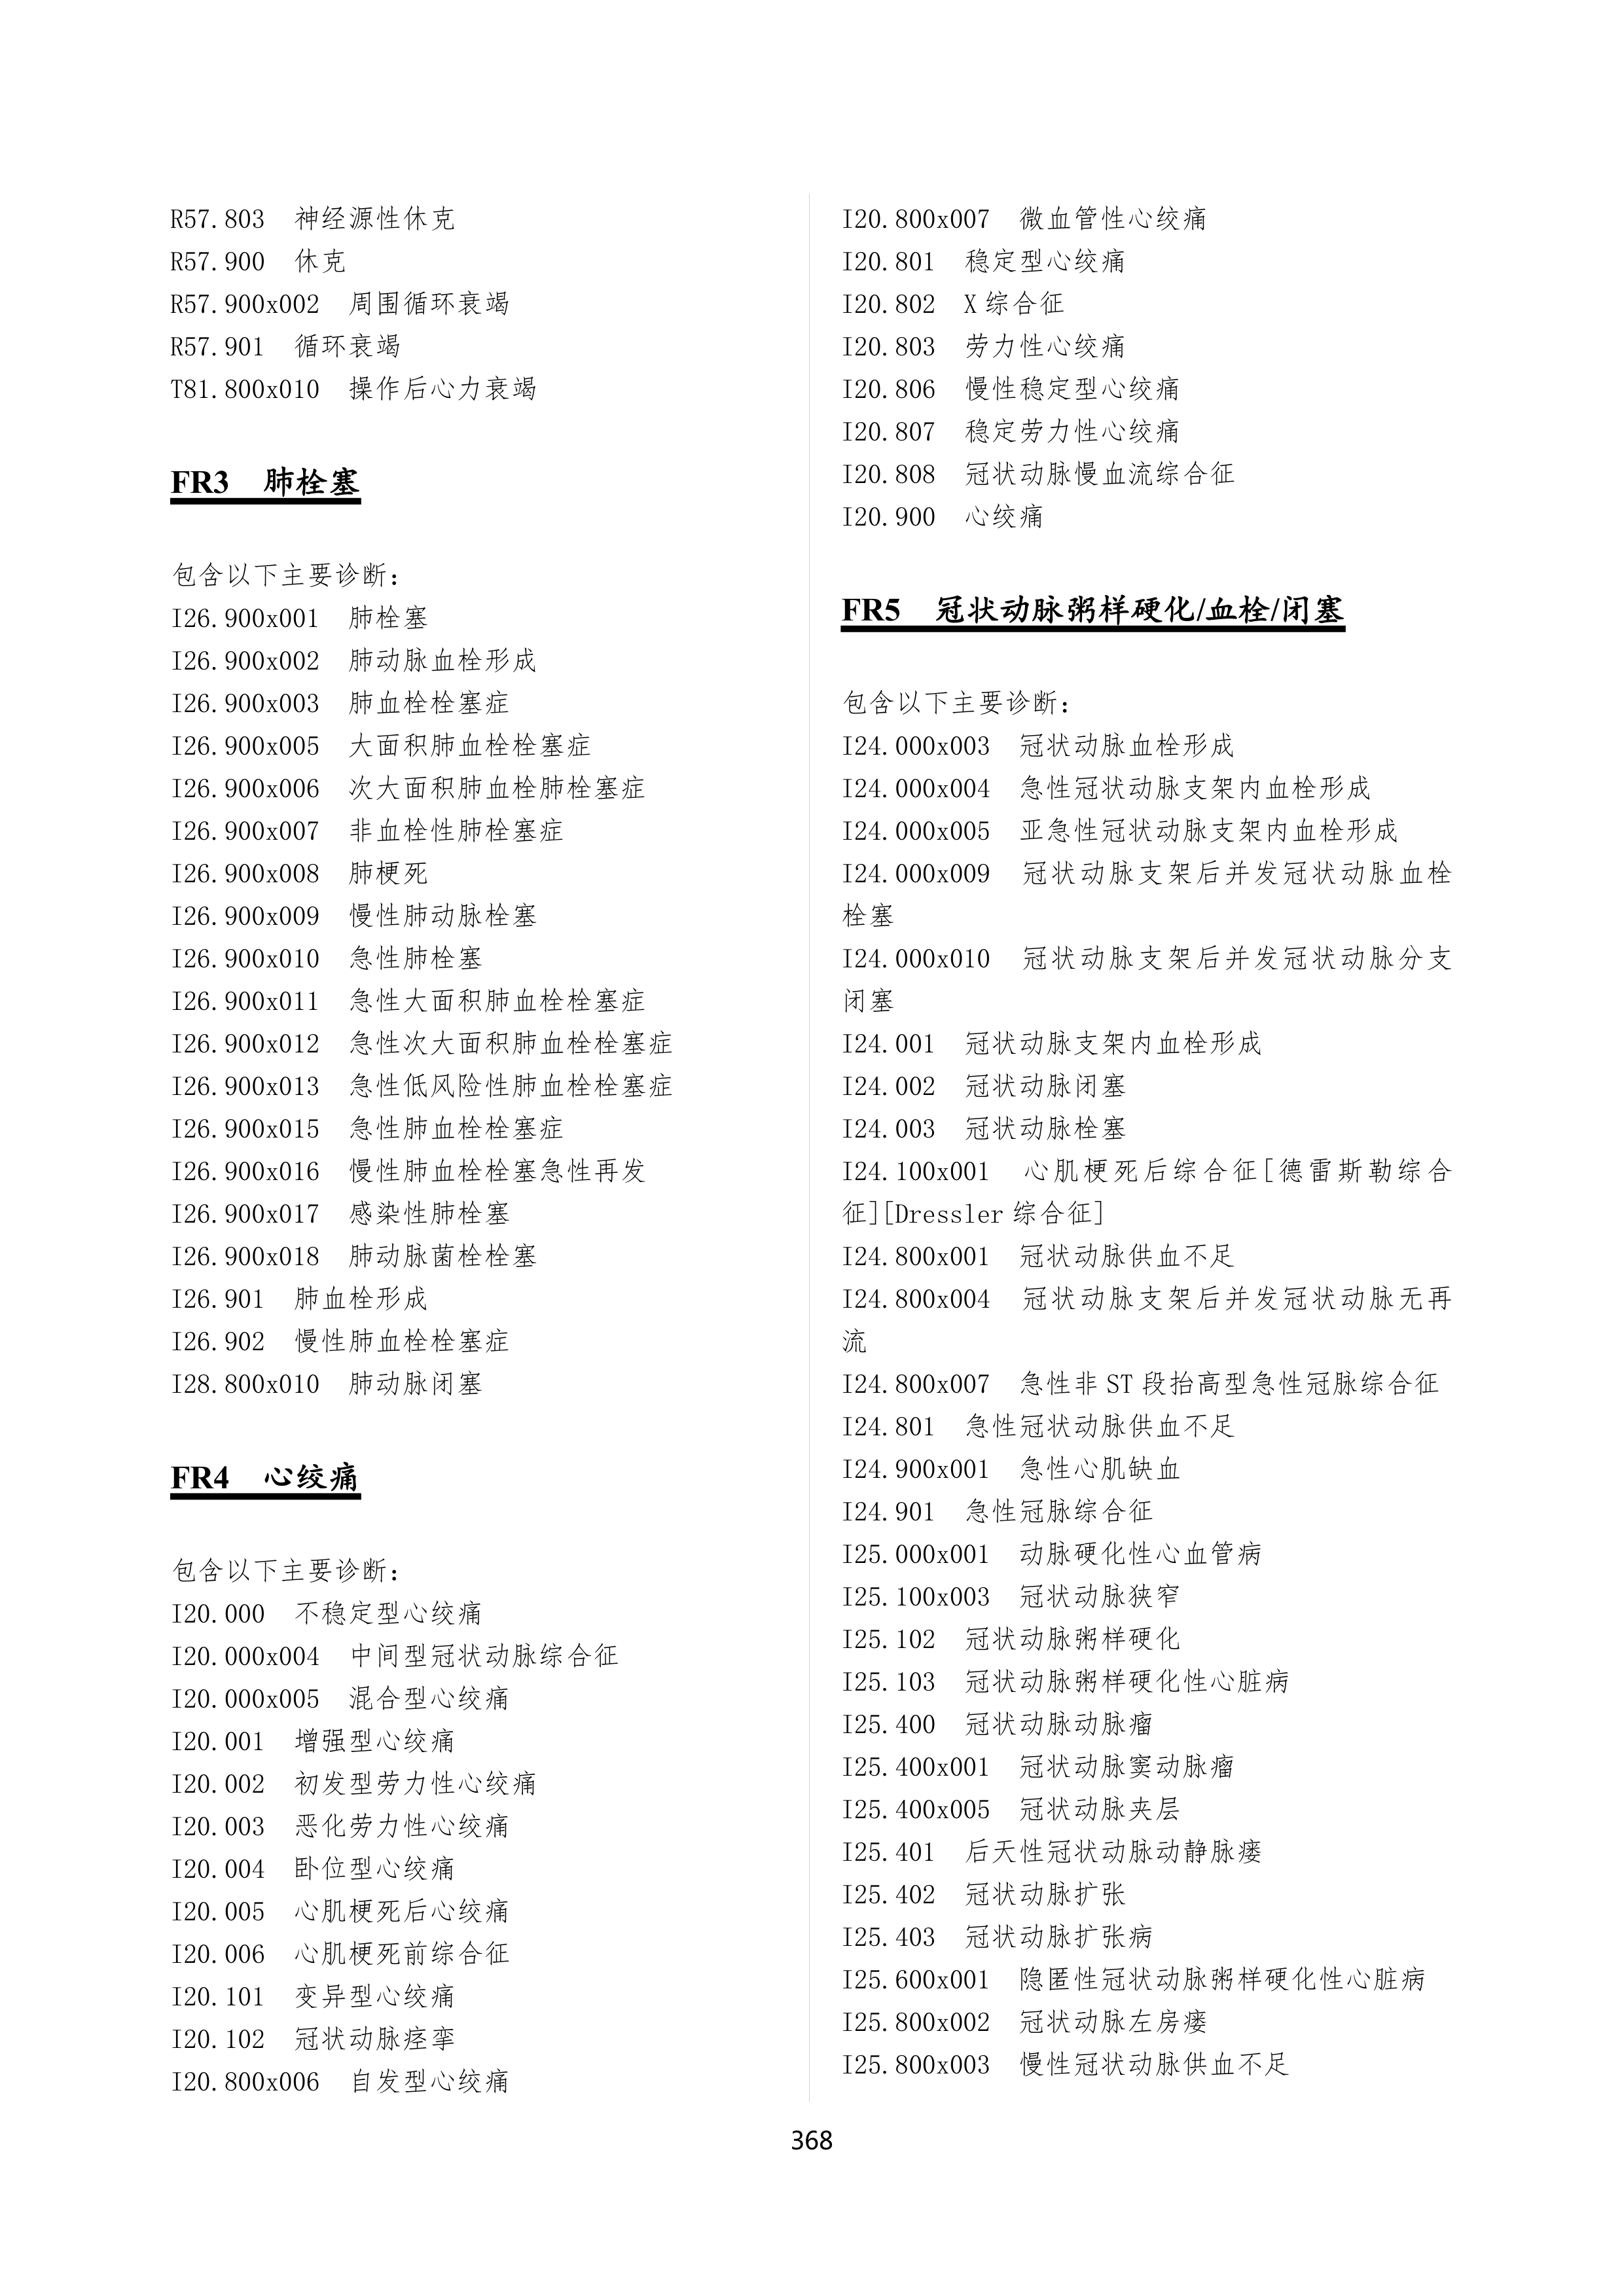 R57.803 神经源性休克
R57.900 休克
R57.900x002 周围循环衰竭
R57.901 循环衰竭
T81.800x010 操作后心力衰竭
FR3 肺栓塞
包含以下主要诊断：
I26.900x001 肺栓塞
I26.900x002 肺动脉血栓形成
I26.900x003 肺血栓栓塞症
I26.900x005 大面积肺血栓栓塞症
I26.900x006 次大面积肺血栓肺栓塞症
I26.900x007 非血栓性肺栓塞症
I26.900x008 肺梗死
I26.900x009 慢性肺动脉栓塞
I26.900x010 急性肺栓塞
I26.900x011 急性大面积肺血栓栓塞症
I26.900x012 急性次大面积肺血栓栓塞症
I26.900x013 急性低风险性肺血栓栓塞症
I26.900x015 急性肺血栓栓塞症
I26.900x016 慢性肺血栓栓塞急性再发
I26.900x017 感染性肺栓塞
I26.900x018 肺动脉菌栓栓塞
I26.901 肺血栓形成
I26.902 慢性肺血栓栓塞症
I28.800x010 肺动脉闭塞
FR4 心绞痛
包含以下主要诊断：
I20.000 不稳定型心绞痛
I20.000x004 中间型冠状动脉综合征
I20.000x005 混合型心绞痛
I20.001 增强型心绞痛
I20.002 初发型劳力性心绞痛
I20.003 恶化劳力性心绞痛
I20.004 卧位型心绞痛
I20.005 心肌梗死后心绞痛
I20.006 心肌梗死前综合征
I20.101 变异型心绞痛
I20.102 冠状动脉痉挛
I20.800x006 自发型心绞痛
I20.800x007 微血管性心绞痛
I20.801 稳定型心绞痛
I20.802 X 综合征
I20.803 劳力性心绞痛
I20.806 慢性稳定型心绞痛
I20.807 稳定劳力性心绞痛
I20.808 冠状动脉慢血流综合征
I20.900 心绞痛
FR5 冠状动脉粥样硬化/血栓/闭塞
包含以下主要诊断：
I24.000x003 冠状动脉血栓形成
I24.000x004 急性冠状动脉支架内血栓形成
I24.000x005 亚急性冠状动脉支架内血栓形成
I24.000x009 冠状动脉支架后并发冠状动脉血栓
栓塞
I24.000x010 冠状动脉支架后并发冠状动脉分支
闭塞
I24.001 冠状动脉支架内血栓形成
I24.002 冠状动脉闭塞
I24.003 冠状动脉栓塞
I24.100x001 心肌梗死后综合征[德雷斯勒综合
征][Dressler 综合征]
I24.800x001 冠状动脉供血不足
I24.800x004 冠状动脉支架后并发冠状动脉无再
流
I24.800x007 急性非 ST 段抬高型急性冠脉综合征
I24.801 急性冠状动脉供血不足
I24.900x001 急性心肌缺血
I24.901 急性冠脉综合征
I25.000x001 动脉硬化性心血管病
I25.100x003 冠状动脉狭窄
I25.102 冠状动脉粥样硬化
I25.103 冠状动脉粥样硬化性心脏病
I25.400 冠状动脉动脉瘤
I25.400x001 冠状动脉窦动脉瘤
I25.400x005 冠状动脉夹层
I25.401 后天性冠状动脉动静脉瘘
I25.402 冠状动脉扩张
I25.403 冠状动脉扩张病
I25.600x001 隐匿性冠状动脉粥样硬化性心脏病
I25.800x002 冠状动脉左房瘘
I25.800x003 慢性冠状动脉供血不足
368